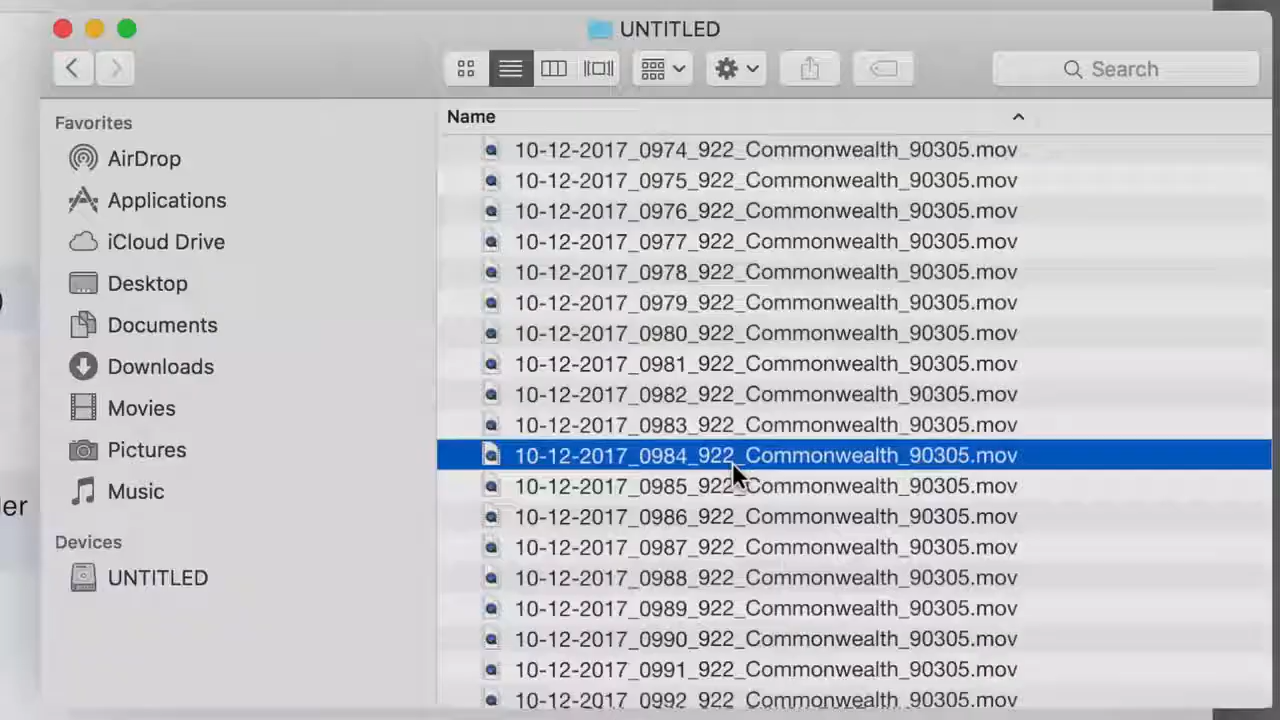 UNTITLED
Search
Favorites
AirDrop
Applications
iCloud Drive
Desktop
Documents
Downloads
Movies
Pictures
Music
Devices
UNTITLED
Name
10-12-2017_0974_922_Commonwealth_90305.mov
10-12-2017_0975_922_Commonwealth_90305.mov
10-12-2017_0976_922_Commonwealth_90305.mov
10-12-2017_0977_922_Commonwealth_90305.mov
10-12-2017_0978_922_Commonwealth_90305.mov
10-12-2017_0979_922_Commonwealth_90305.mov
10-12-2017_0980_922_Commonwealth_90305.mov
10-12-2017_0981_922_Commonwealth_90305.mov
10-12-2017_0982_922_Commonwealth_90305.mov
10-12-2017_0983_922_Commonwealth_90305.mov
10-12-2017_0984_922_Commonwealth_90305.mov
10-12-2017_0985_922_Commonwealth_90305.mov
10-12-2017_0986_922_Commonwealth_90305.mov
10-12-2017_0987_922_Commonwealth_90305.mov
10-12-2017_0988_922_Commonwealth_90305.mov
10-12-2017_0989_922_Commonwealth_90305.mov
10-12-2017_0990_922_Commonwealth_90305.mov
10-12-2017_0991_922_Commonwealth_90305.mov
10-12-2017_0992_922_Commonwealth_90305.mov